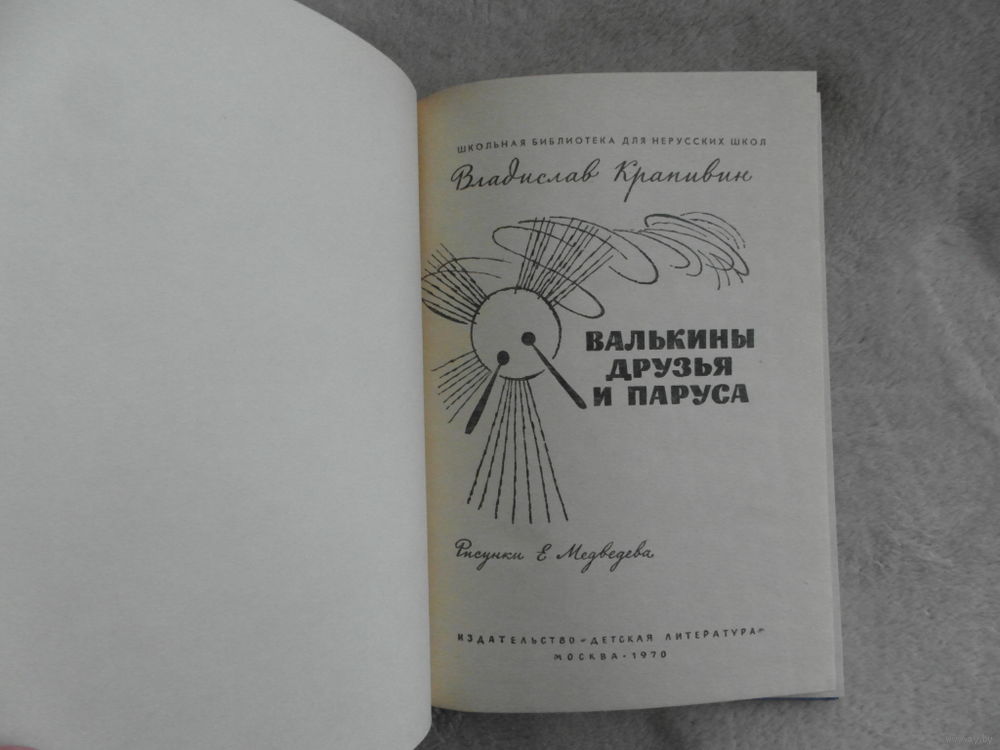 ШКОЛЬНАЯ БИБЛИОТЕКА ДЛЯ НЕРУССКИХ ШКОЛ
Владислав Крапивин
ВАЛЬКИНЫ
ДРУЗЬЯ
И ПАРУСА
Рисунки Е. Медведева
ИЗДАТЕЛЬСТВО «ДЕТСКАЯ ЛИТЕРАТУРА»
МОСКВА · 1970